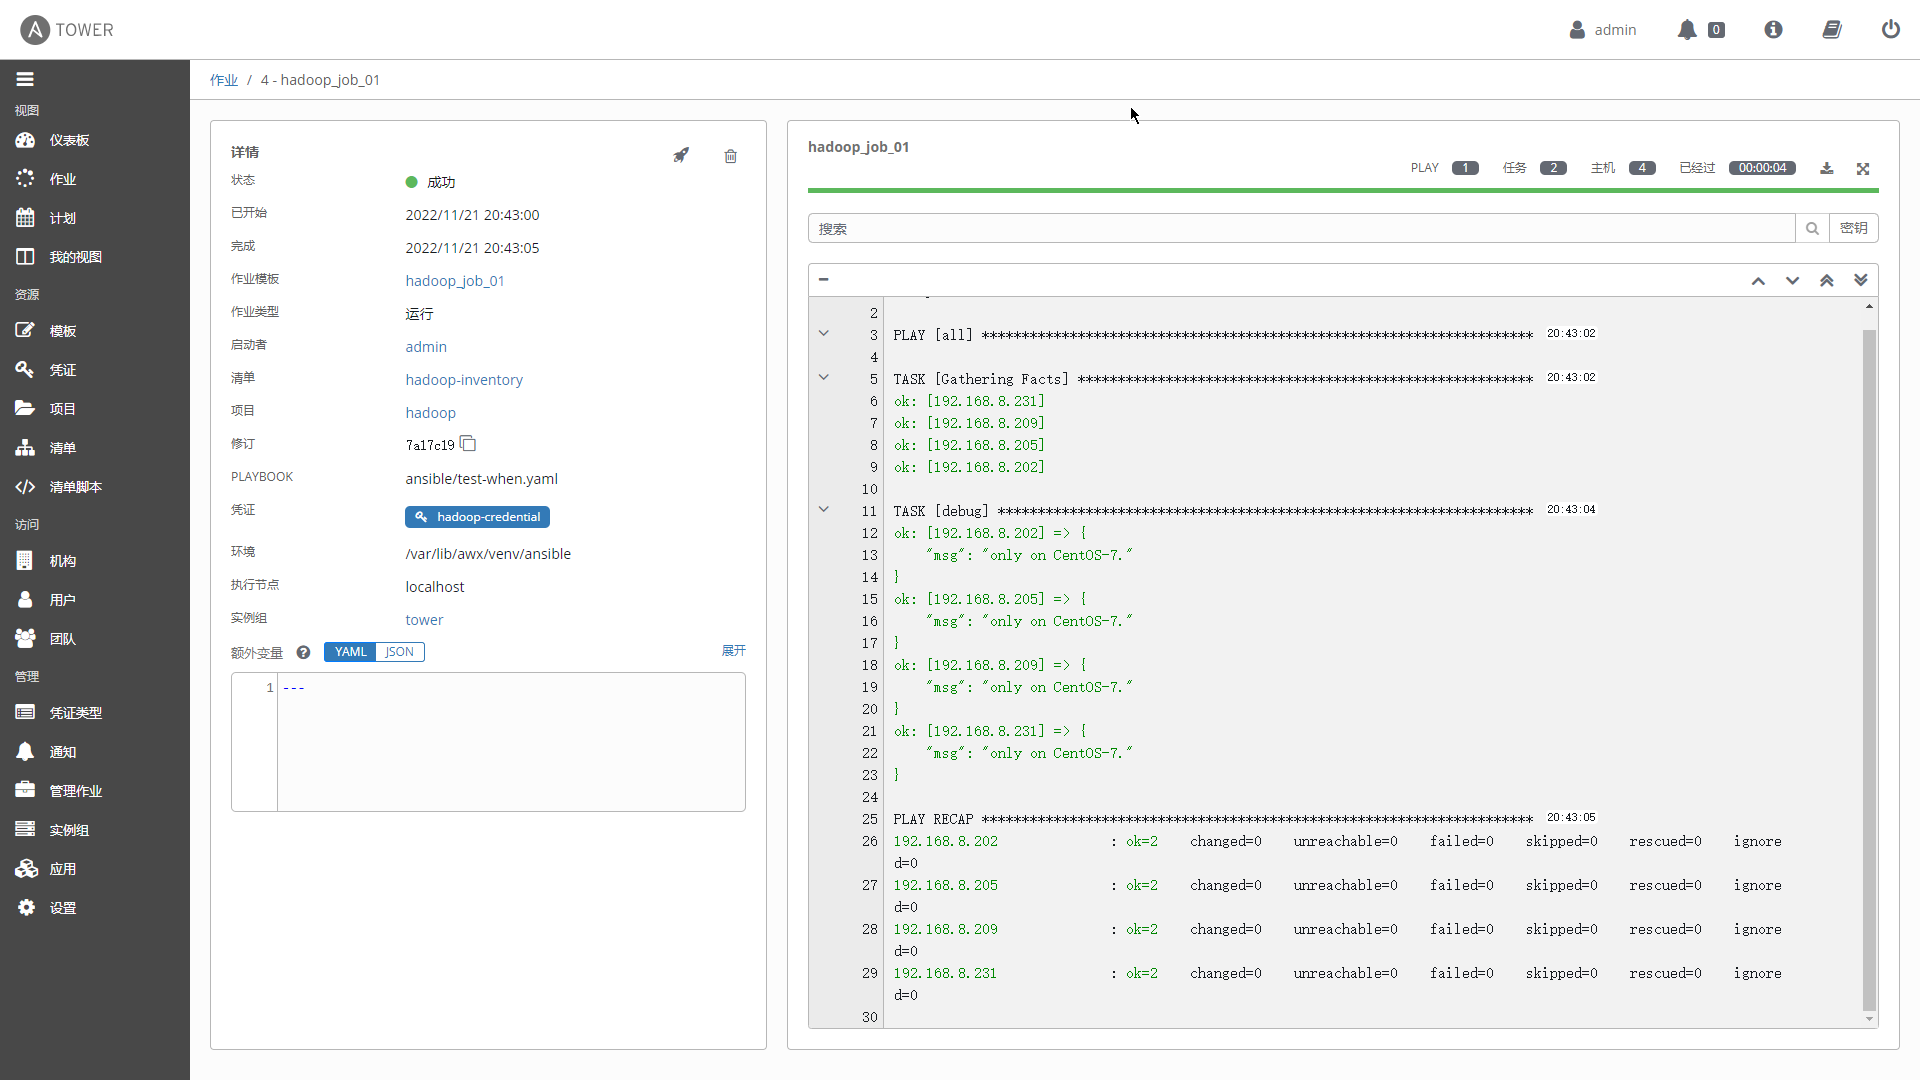 TOWER
admin
0
视图
仪表板
作业
计划
我的视图
资源
模板
凭证
项目
清单
清单脚本
访问
机构
用户
团队
管理
凭证类型
通知
管理作业
实例组
应用
设置
作业 / 4 - hadoop_job_01
详情
状态 成功
已开始 2022/11/21 20:43:00
完成 2022/11/21 20:43:05
作业模板 hadoop_job_01
作业类型 运行
启动者 admin
清单 hadoop-inventory
项目 hadoop
修订 7a17c19
PLAYBOOK ansible/test-when.yaml
凭证 hadoop-credential
环境 /var/lib/awx/venv/ansible
执行节点 localhost
实例组 tower
额外变量 YAML JSON 展开
1 ---
hadoop_job_01
PLAY 1 任务 2 主机 4 已经过 00:00:04
搜索 密钥
2
3 PLAY [all] ********************************************************************* 20:43:02
4
5 TASK [Gathering Facts] ********************************************************* 20:43:02
6 ok: [192.168.8.231]
7 ok: [192.168.8.209]
8 ok: [192.168.8.205]
9 ok: [192.168.8.202]
10
11 TASK [debug] ******************************************************************* 20:43:04
12 ok: [192.168.8.202] => {
13 "msg": "only on CentOS-7."
14 }
15 ok: [192.168.8.205] => {
16 "msg": "only on CentOS-7."
17 }
18 ok: [192.168.8.209] => {
19 "msg": "only on CentOS-7."
20 }
21 ok: [192.168.8.231] => {
22 "msg": "only on CentOS-7."
23 }
24
25 PLAY RECAP ********************************************************************* 20:43:05
26 192.168.8.202 : ok=2 changed=0 unreachable=0 failed=0 skipped=0 rescued=0 ignore
d=0
27 192.168.8.205 : ok=2 changed=0 unreachable=0 failed=0 skipped=0 rescued=0 ignore
d=0
28 192.168.8.209 : ok=2 changed=0 unreachable=0 failed=0 skipped=0 rescued=0 ignore
d=0
29 192.168.8.231 : ok=2 changed=0 unreachable=0 failed=0 skipped=0 rescued=0 ignore
d=0
30